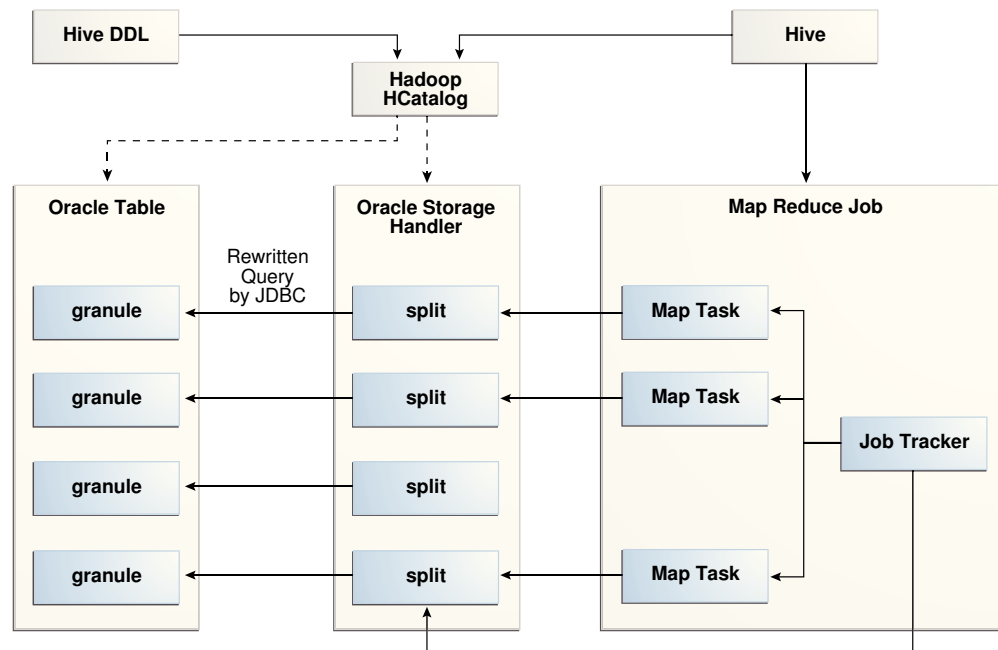 Hive DDL
Hive
Hadoop
HCatalog
Oracle Table
Oracle Storage
Handler
Map Reduce Job
Rewritten
Query
by JDBC
granule
split
Map Task
granule
split
Map Task
Job Tracker
granule
split
granule
split
Map Task